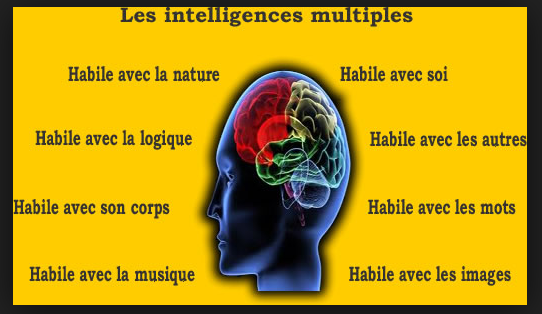 Les intelligences multiples
Habile avec la nature
Habile avec soi
Habile avec la logique
Habile avec les autres
Habile avec son corps
Habile avec les mots
Habile avec la musique
Habile avec les images